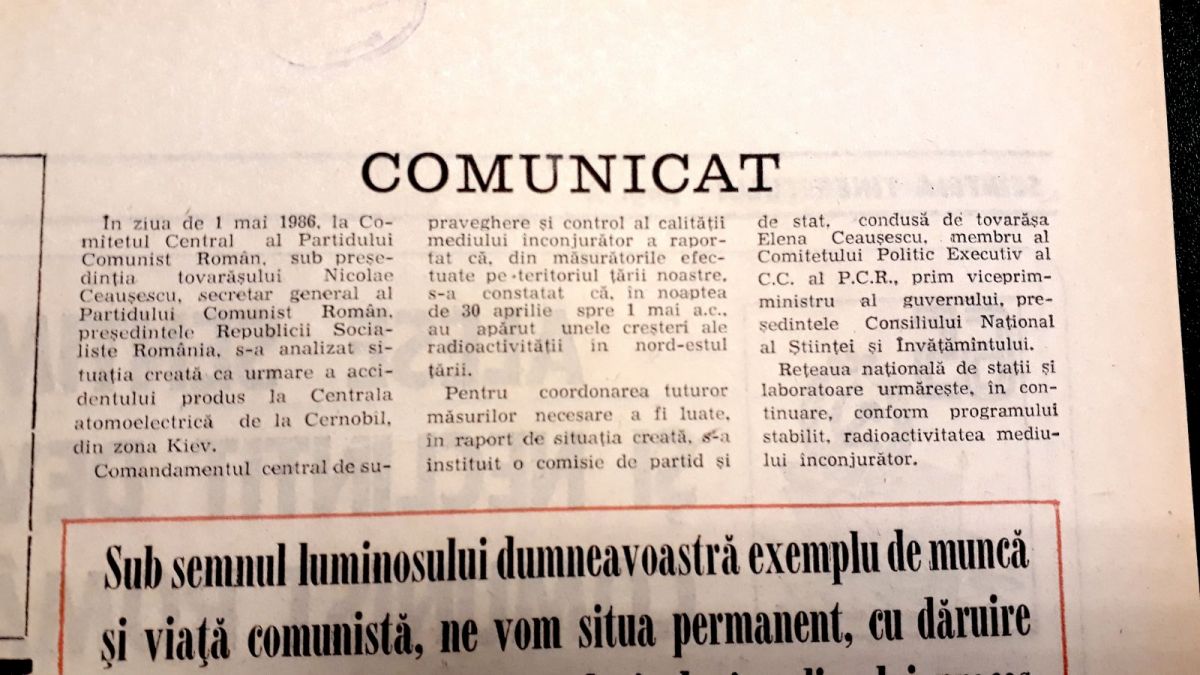 COMUNICAT
În ziua de 1 mai 1986, la Co-
mitetul Central al Partidului
Comunist Român, sub preșe-
dinția tovarășului Nicolae
Ceaușescu, secretar general al
Partidului Comunist Român,
președintele Republicii Socia-
liste România, s-a analizat si-
tuația creată ca urmare a acci-
dentului produs la Centrala
atomoelectrică de la Cernobîl,
din zona Kiev.
Comandamentul central de su-
praveghere și control al calității
mediului înconjurător a rapor-
tat că, din măsurătorile efec-
tuate pe teritoriul țării noastre,
s-a constatat că, în noaptea
de 30 aprilie spre 1 mai a.c.,
au apărut unele creșteri ale
radioactivității în nord-estul
țării.
Pentru coordonarea tuturor
măsurilor necesare a fi luate,
în raport de situația creată, s-a
instituit o comisie de partid și
de stat, condusă de tovarășa
Elena Ceaușescu, membru al
Comitetului Politic Executiv al
C.C. al P.C.R., prim viceprim-
ministru al guvernului, pre-
ședintele Consiliului Național
al Științei și Învățămîntului.
Rețeaua națională de stații și
laboratoare urmărește, în con-
tinuare, conform programului
stabilit, radioactivitatea mediu-
lui înconjurător.
Sub semnul luminosului dumneavoastră exemplu de muncă
și viață comunistă, ne vom situa permanent, cu dăruire